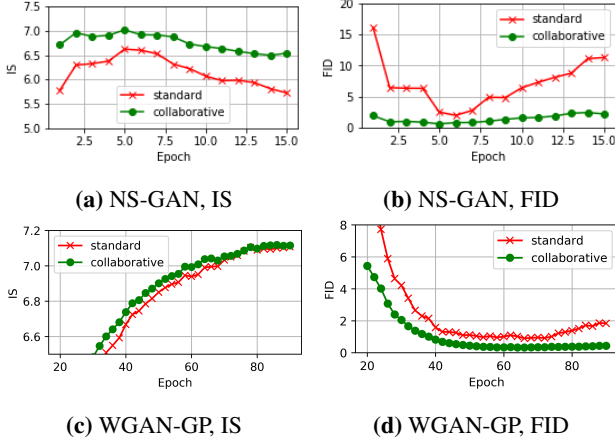 7.5
7.0
6.5
6.0
5.5
5.0
IS
standard
collaborative
2.5 5.0 7.5 10.0 12.5 15.0
Epoch
(a) NS-GAN, IS
20
15
10
5
0
FID
standard
collaborative
2.5 5.0 7.5 10.0 12.5 15.0
Epoch
(b) NS-GAN, FID
7.2
7.0
6.8
6.6
IS
standard
collaborative
20 40 60 80
Epoch
(c) WGAN-GP, IS
8
6
4
2
0
FID
standard
collaborative
20 40 60 80
Epoch
(d) WGAN-GP, FID